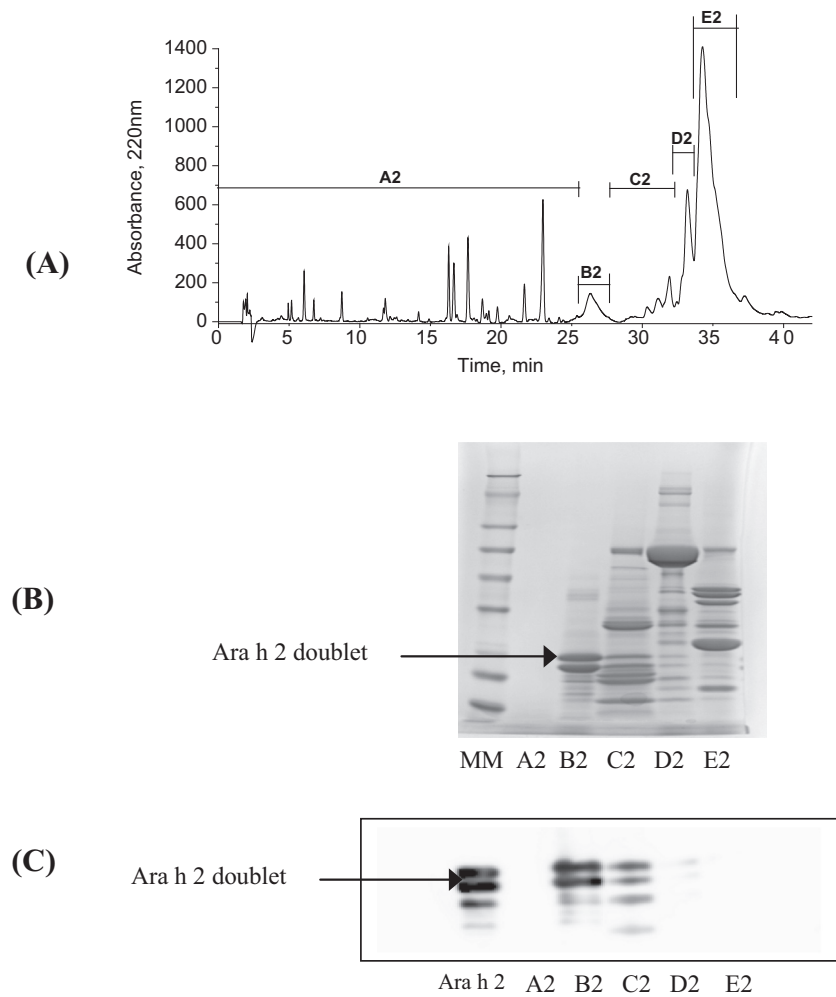 E2
1400
1200
D2
1000
A2
C2
800
Absorbance, 220nm
600
(A)
400
B2
200
0
0 5 10 15 20 25 30 35 40
Time, min
(B)
Ara h 2 doublet
MM A2 B2 C2 D2 E2
(C)
Ara h 2 doublet
Ara h 2 A2 B2 C2 D2 E2